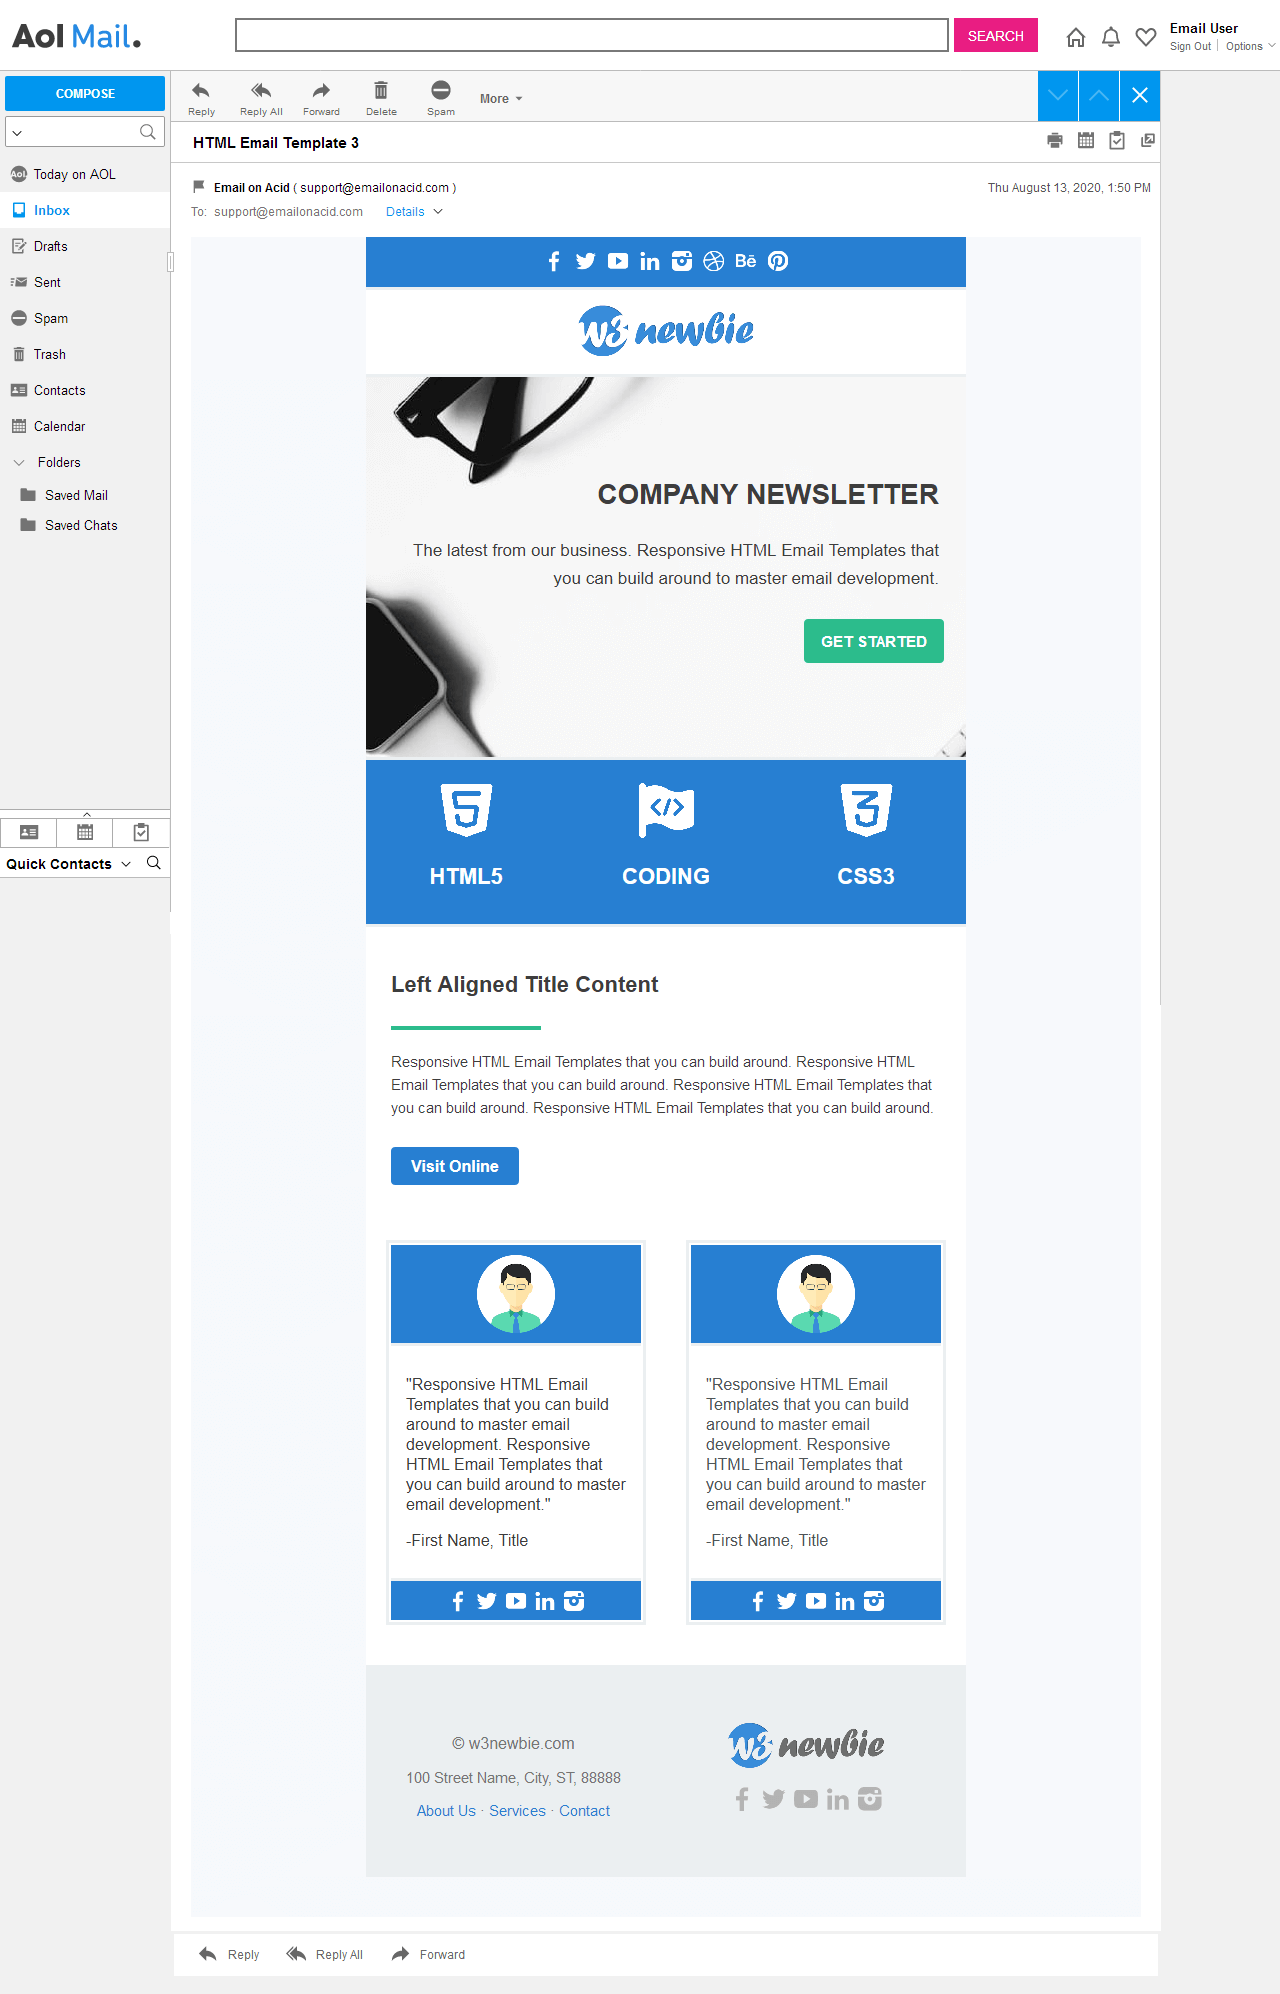 Aol Mail.
SEARCH
Email User
Sign Out
Options
COMPOSE
Reply
Reply All
Forward
Delete
Spam
More
HTML Email Template 3
Aol.
Today on AOL
Inbox
Drafts
Sent
Spam
Trash
Contacts
Calendar
Folders
Saved Mail
Saved Chats
Quick Contacts
Email on Acid ( support@emailonacid.com )
Thu August 13, 2020, 1:50 PM
To: support@emailonacid.com
Details
Bē
W3 newbie
COMPANY NEWSLETTER
The latest from our business. Responsive HTML Email Templates that
you can build around to master email development.
GET STARTED
HTML5
CODING
CSS3
Left Aligned Title Content
Responsive HTML Email Templates that you can build around. Responsive HTML
Email Templates that you can build around. Responsive HTML Email Templates that
you can build around. Responsive HTML Email Templates that you can build around.
Visit Online
"Responsive HTML Email
Templates that you can build
around to master email
development. Responsive
HTML Email Templates that
you can build around to master
email development."
-First Name, Title
"Responsive HTML Email
Templates that you can build
around to master email
development. Responsive
HTML Email Templates that
you can build around to master
email development."
-First Name, Title
© w3newbie.com
100 Street Name, City, ST, 88888
About Us · Services · Contact
W3 newbie
Reply
Reply All
Forward